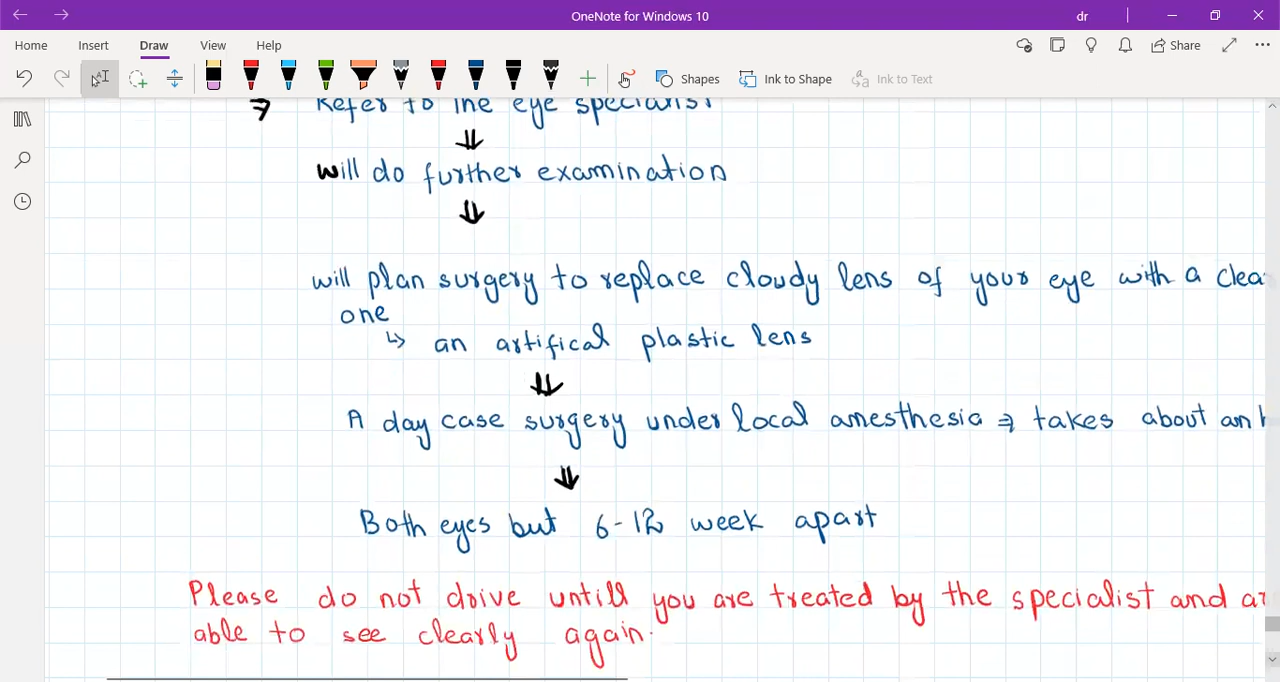 OneNote for Windows 10
dr
Home Insert Draw View Help
Share
Shapes
Ink to Shape
Ink to Text
Refer to the eye specialist
will do further examination
will plan surgery to replace cloudy lens of your eye with a clea
one
an artifical plastic lens
A day case surgery under local anesthesia takes about an h
Both eyes but 6-12 week apart
Please do not drive untill you are treated by the specialist and ar
able to see clearly again.